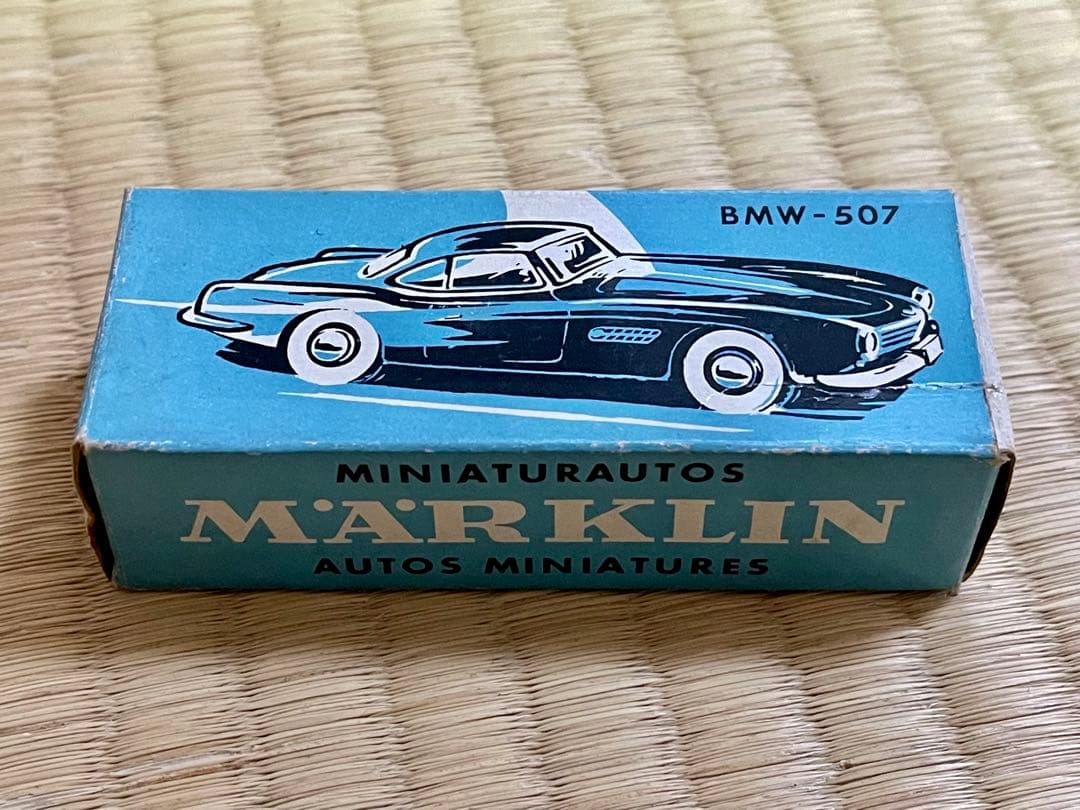 BMW-507
MINIATURAUTOS
MÄRKLIN
AUTOS MINIATURES